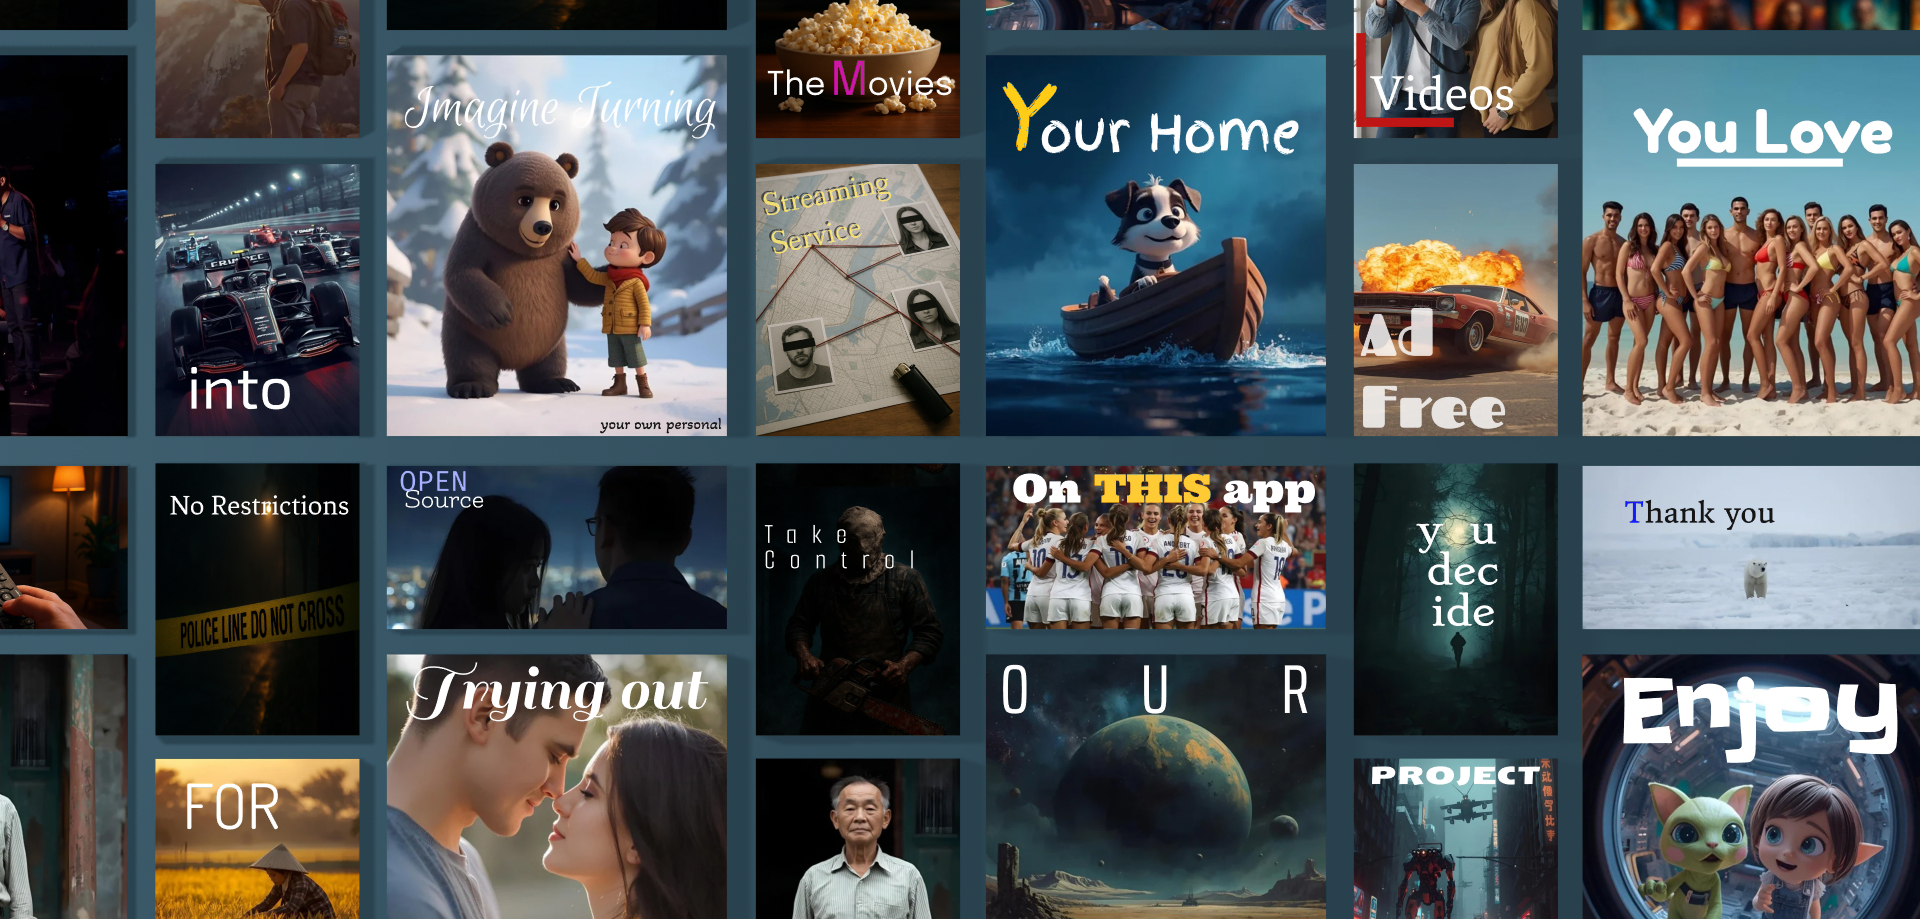 The Movies
Videos
Imagine Turning
Your Home
You Love
Streaming
Service
into
Ad
Free
your own personal
No Restrictions
OPEN
Source
Take
Control
On THIS app
y u
dec
ide
Thank you
POLICE LINE DO NOT CROSS
Trying out
O U R
PROJECT
Enjoy
FOR